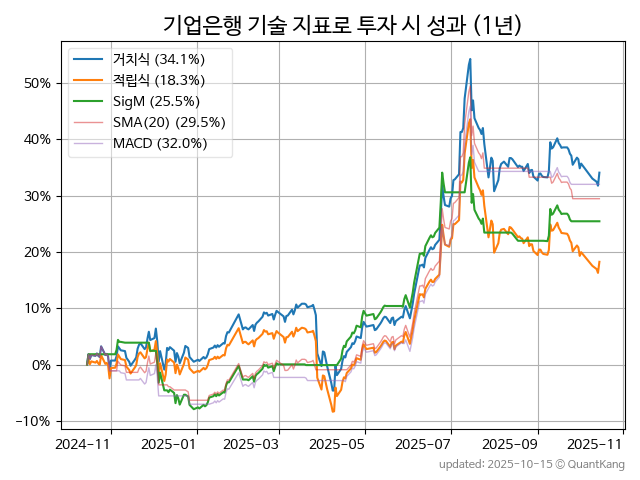 기업은행 기술 지표로 투자 시 성과 (1년)
거치식 (34.1%)
적립식 (18.3%)
SigM (25.5%)
SMA(20) (29.5%)
MACD (32.0%)
50%
40%
30%
20%
10%
0%
−10%
2024-11 2025-01 2025-03 2025-05 2025-07 2025-09 2025-11
updated: 2025-10-15 © QuantKang